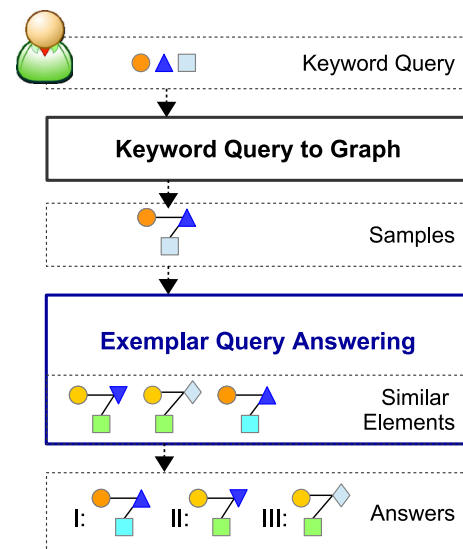 Keyword Query
Keyword Query to Graph
Samples
Exemplar Query Answering
Similar
Elements
I: II: III: Answers